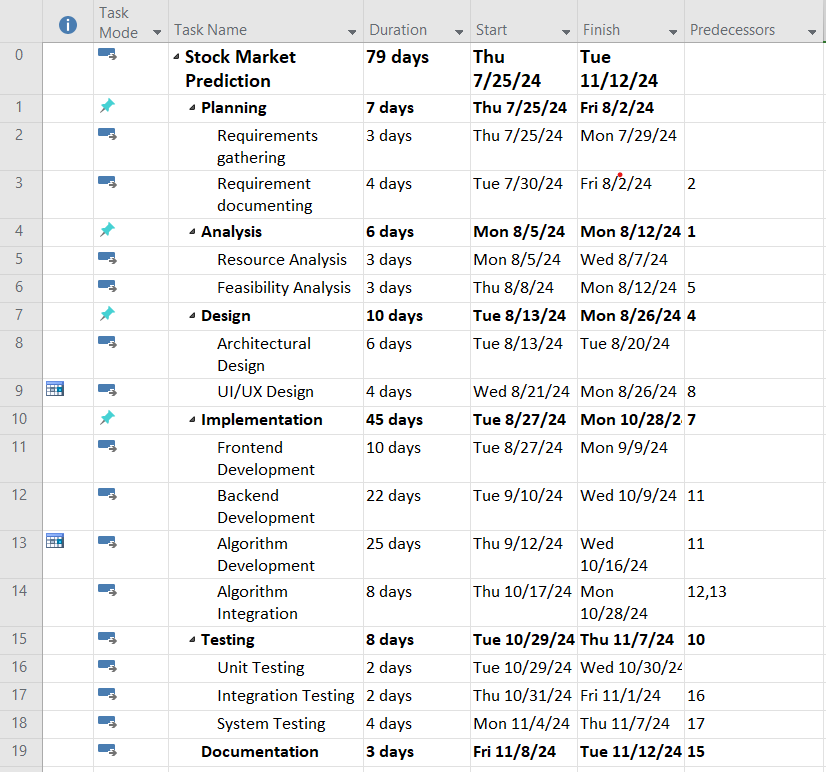 Task Mode Task Name Duration Start Finish Predecessors
0 Stock Market Prediction 79 days Thu 7/25/24 Tue 11/12/24
1 Planning 7 days Thu 7/25/24 Fri 8/2/24
2 Requirements gathering 3 days Thu 7/25/24 Mon 7/29/24
3 Requirement documenting 4 days Tue 7/30/24 Fri 8/2/24 2
4 Analysis 6 days Mon 8/5/24 Mon 8/12/24 1
5 Resource Analysis 3 days Mon 8/5/24 Wed 8/7/24
6 Feasibility Analysis 3 days Thu 8/8/24 Mon 8/12/24 5
7 Design 10 days Tue 8/13/24 Mon 8/26/24 4
8 Architectural Design 6 days Tue 8/13/24 Tue 8/20/24
9 UI/UX Design 4 days Wed 8/21/24 Mon 8/26/24 8
10 Implementation 45 days Tue 8/27/24 Mon 10/28/2 7
11 Frontend Development 10 days Tue 8/27/24 Mon 9/9/24
12 Backend Development 22 days Tue 9/10/24 Wed 10/9/24 11
13 Algorithm Development 25 days Thu 9/12/24 Wed 10/16/24 11
14 Algorithm Integration 8 days Thu 10/17/24 Mon 10/28/24 12,13
15 Testing 8 days Tue 10/29/24 Thu 11/7/24 10
16 Unit Testing 2 days Tue 10/29/24 Wed 10/30/24
17 Integration Testing 2 days Thu 10/31/24 Fri 11/1/24 16
18 System Testing 4 days Mon 11/4/24 Thu 11/7/24 17
19 Documentation 3 days Fri 11/8/24 Tue 11/12/24 15